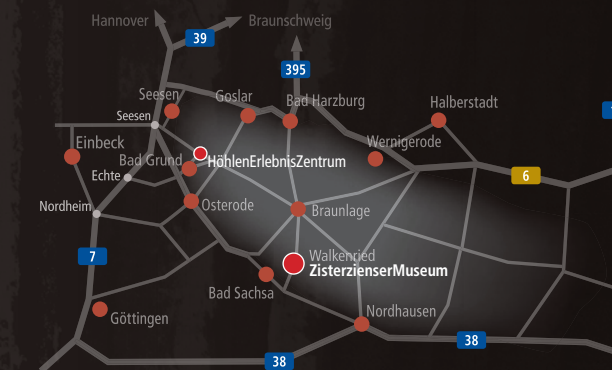 Hannover
Braunschweig
39
395
Seesen
Goslar
Bad Harzburg
Halberstadt
Seesen
Einbeck
Wernigerode
Bad Grund
HöhlenErlebnisZentrum
Echte
6
Nordheim
Osterode
Braunlage
7
Walkenried
ZisterzienserMuseum
Bad Sachsa
Göttingen
Nordhausen
38
38